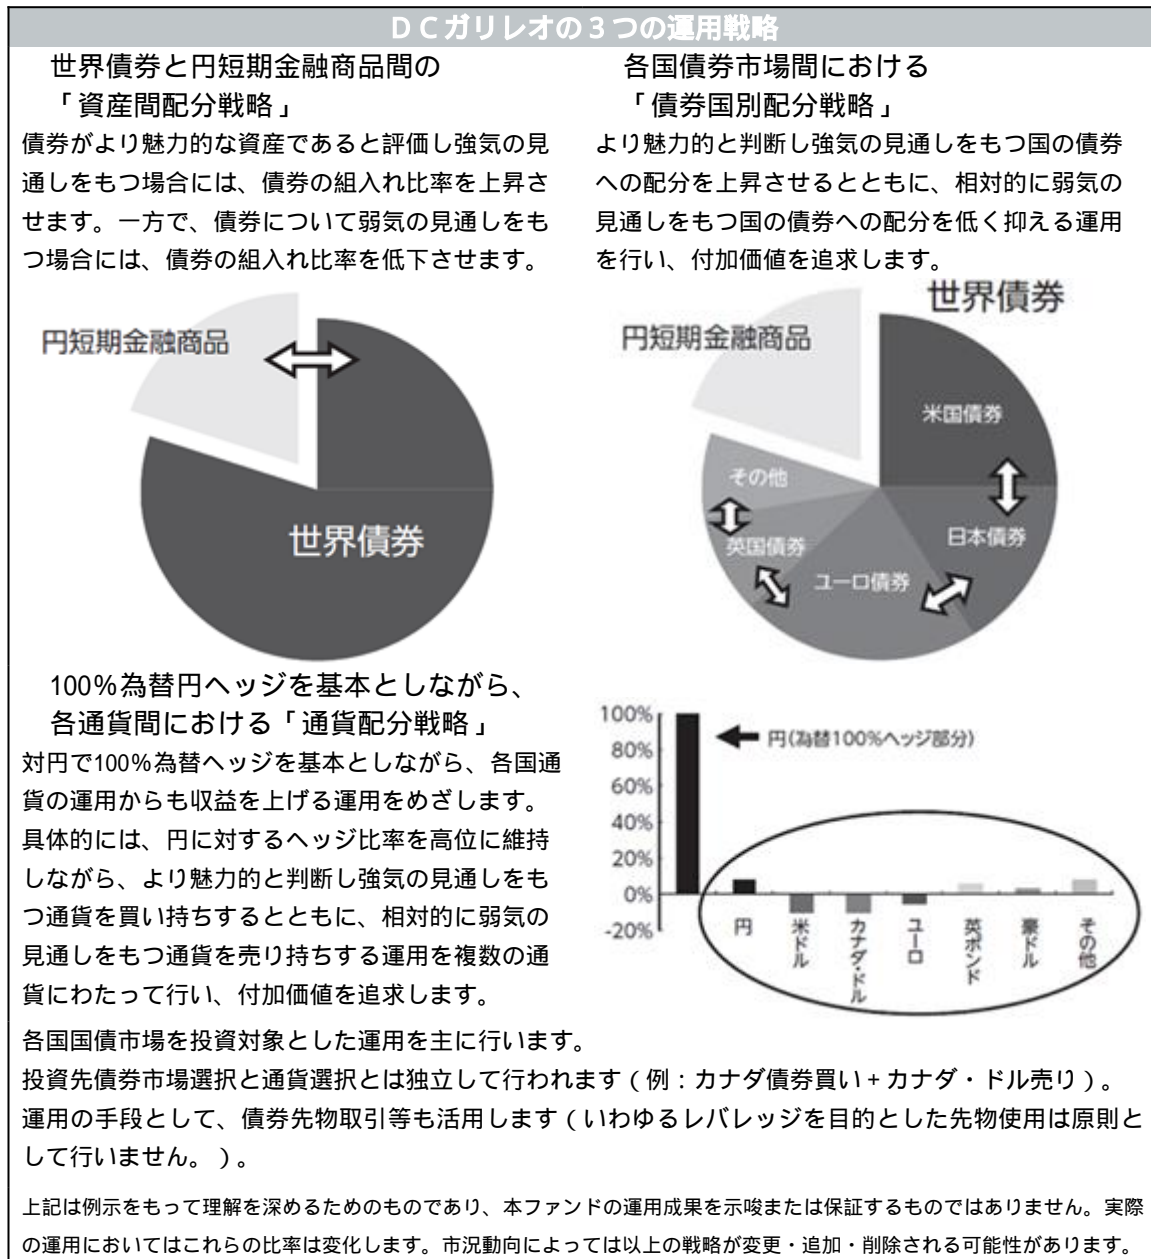 ＤＣガリレオの３つの運用戦略
世界債券と円短期金融商品間の
「資産間配分戦略」
債券がより魅力的な資産であると評価し強気の見
通しをもつ場合には、債券の組入れ比率を上昇さ
せます。一方で、債券について弱気の見通しをも
つ場合には、債券の組入れ比率を低下させます。
円短期金融商品
世界債券
各国債券市場間における
「債券国別配分戦略」
より魅力的と判断し強気の見通しをもつ国の債券
への配分を上昇させるとともに、相対的に弱気の
見通しをもつ国の債券への配分を低く抑える運用
を行い、付加価値を追求します。
世界債券
円短期金融商品
米国債券
その他
日本債券
英国債券
ユーロ債券
100％為替円ヘッジを基本としながら、
各通貨間における「通貨配分戦略」
対円で100％為替ヘッジを基本としながら、各国通
貨の運用からも収益を上げる運用をめざします。
具体的には、円に対するヘッジ比率を高位に維持
しながら、より魅力的と判断し強気の見通しをも
つ通貨を買い持ちするとともに、相対的に弱気の
見通しをもつ通貨を売り持ちする運用を複数の通
貨にわたって行い、付加価値を追求します。
100%
80%
60%
40%
20%
0%
-20%
円(為替100%ヘッジ部分)
円
米ドル
カナダ・ドル
ユーロ
英ポンド
豪ドル
その他
各国国債市場を投資対象とした運用を主に行います。
投資先債券市場選択と通貨選択とは独立して行われます（例：カナダ債券買い＋カナダ・ドル売り）。
運用の手段として、債券先物取引等も活用します（いわゆるレバレッジを目的とした先物使用は原則と
して行いません。）。
上記は例示をもって理解を深めるためのものであり、本ファンドの運用成果を示唆または保証するものではありません。実際
の運用においてはこれらの比率は変化します。市況動向によっては以上の戦略が変更・追加・削除される可能性があります。